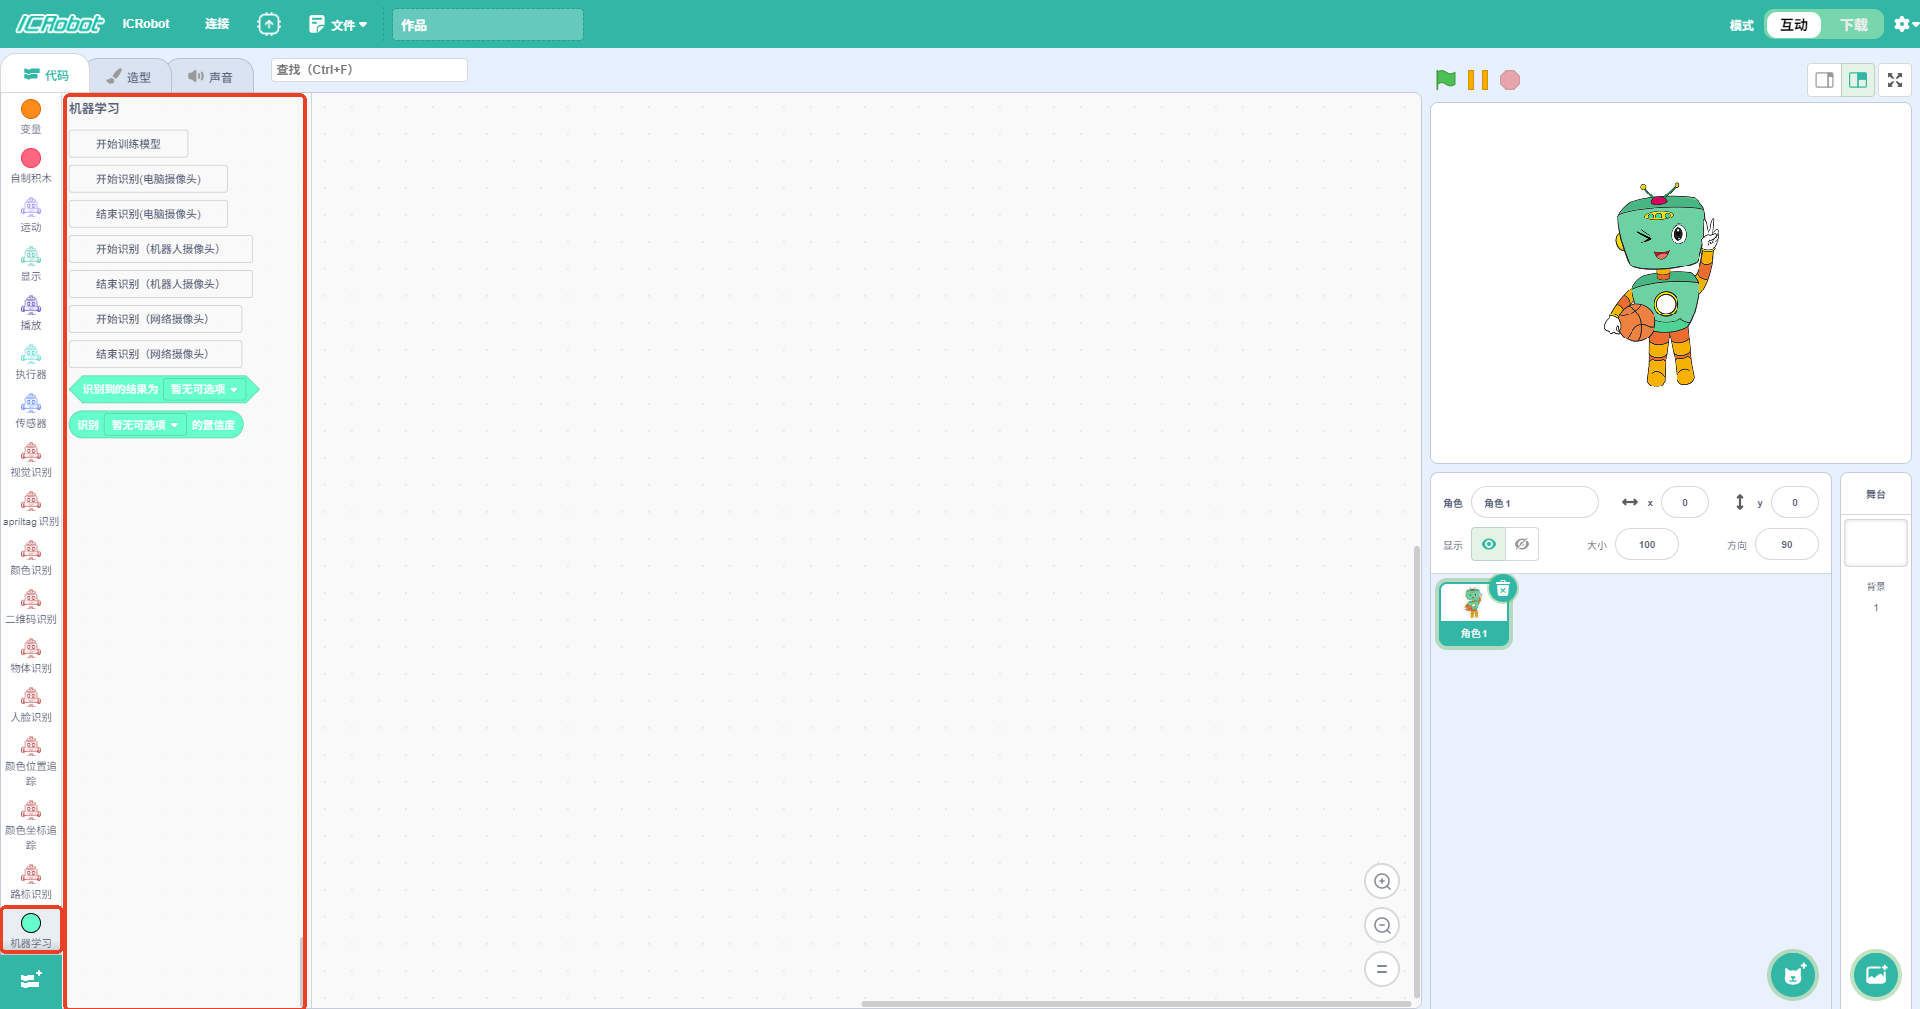 ICRobot ICRobot 连接 文件 作品 模式 互动 下载
代码 造型 声音 查找（Ctrl+F）
变量
自制积木
运动
显示
播放
执行器
传感器
视觉识别
apriltag 识别
颜色识别
二维码识别
物体识别
人脸识别
颜色位置追
踪
颜色坐标追
踪
路标识别
机器学习
机器学习
开始训练模型
开始识别(电脑摄像头)
结束识别(电脑摄像头)
开始识别（机器人摄像头）
结束识别（机器人摄像头）
开始识别（网络摄像头）
结束识别（网络摄像头）
识别到的结果为 暂无可选项
识别 暂无可选项 的置信度
角色 角色1 x 0 y 0
显示 大小 100 方向 90
角色1
舞台
背景
1